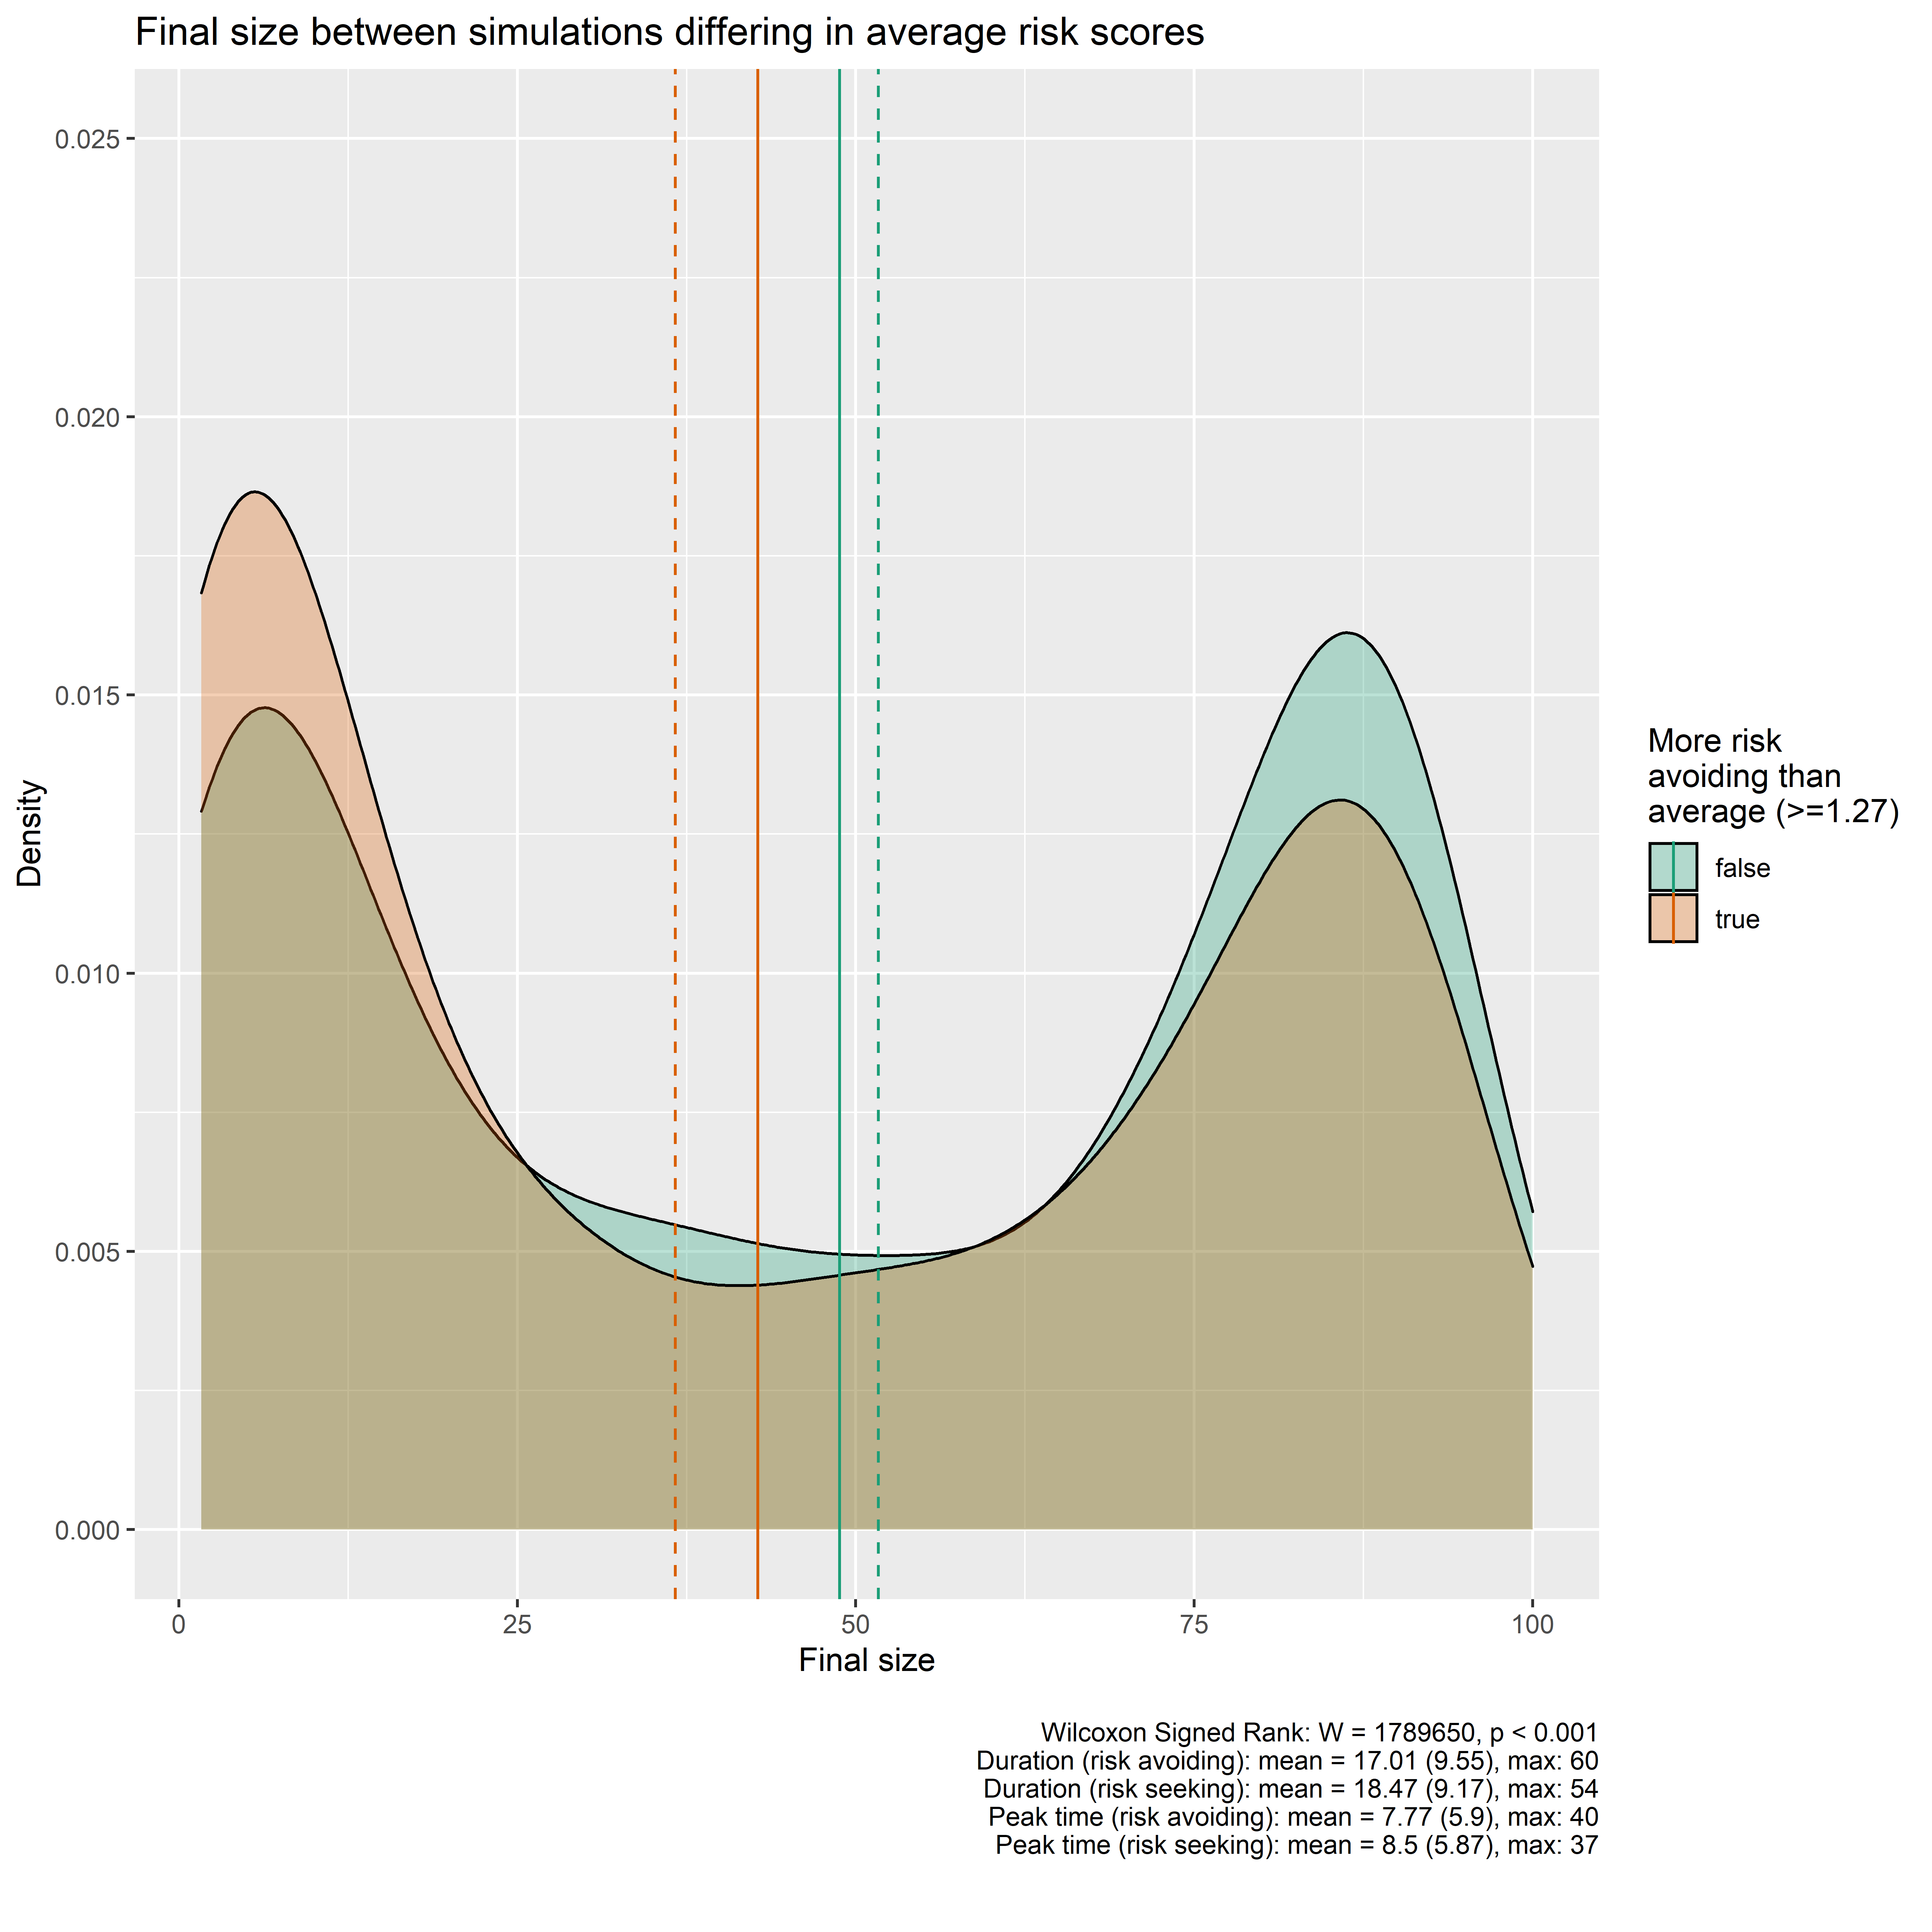 Final size between simulations differing in average risk scores
0.025
0.020
0.015
0.010
0.005
0.000
Density
0
25
50
75
100
Final size
More risk
avoiding than
average (>=1.27)
false
true
Wilcoxon Signed Rank: W = 1789650, p < 0.001
Duration (risk avoiding): mean = 17.01 (9.55), max: 60
Duration (risk seeking): mean = 18.47 (9.17), max: 54
Peak time (risk avoiding): mean = 7.77 (5.9), max: 40
Peak time (risk seeking): mean = 8.5 (5.87), max: 37